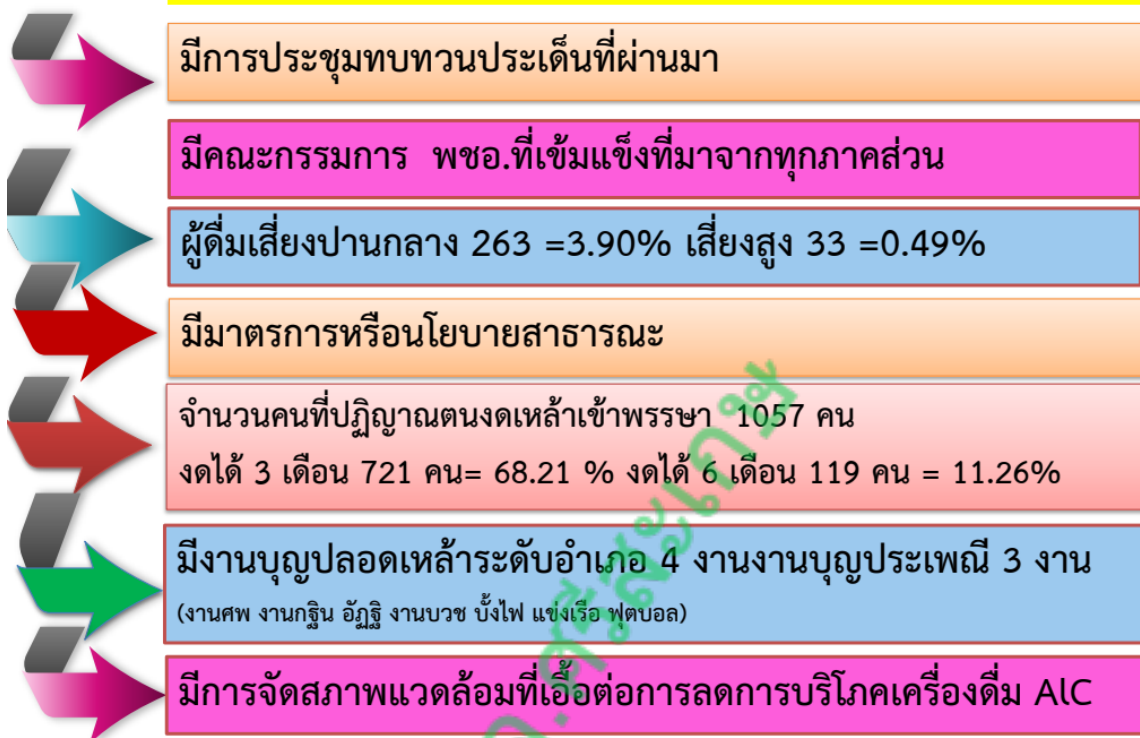 มีการประชุมทบทวนประเด็นที่ผ่านมา
มีคณะกรรมการ พชอ.ที่เข้มแข็งที่มาจากทุกภาคส่วน
ผู้ดื่มเสี่ยงปานกลาง 263 =3.90% เสี่ยงสูง 33 =0.49%
มีมาตรการหรือนโยบายสาธารณะ
จำนวนคนที่ปฏิญาณตนงดเหล้าเข้าพรรษา 1057 คน
งดได้ 3 เดือน 721 คน= 68.21 % งดได้ 6 เดือน 119 คน = 11.26%
มีงานบุญปลอดเหล้าระดับอำเภอ 4 งานงานบุญประเพณี 3 งาน
(งานศพ งานกฐิน อัฏฐิ งานบวช บั้งไฟ แข่งเรือ ฟุตบอล)
มีการจัดสภาพแวดล้อมที่เอื้อต่อการลดการบริโภคเครื่องดื่ม AlC
ศรีสะเกษ